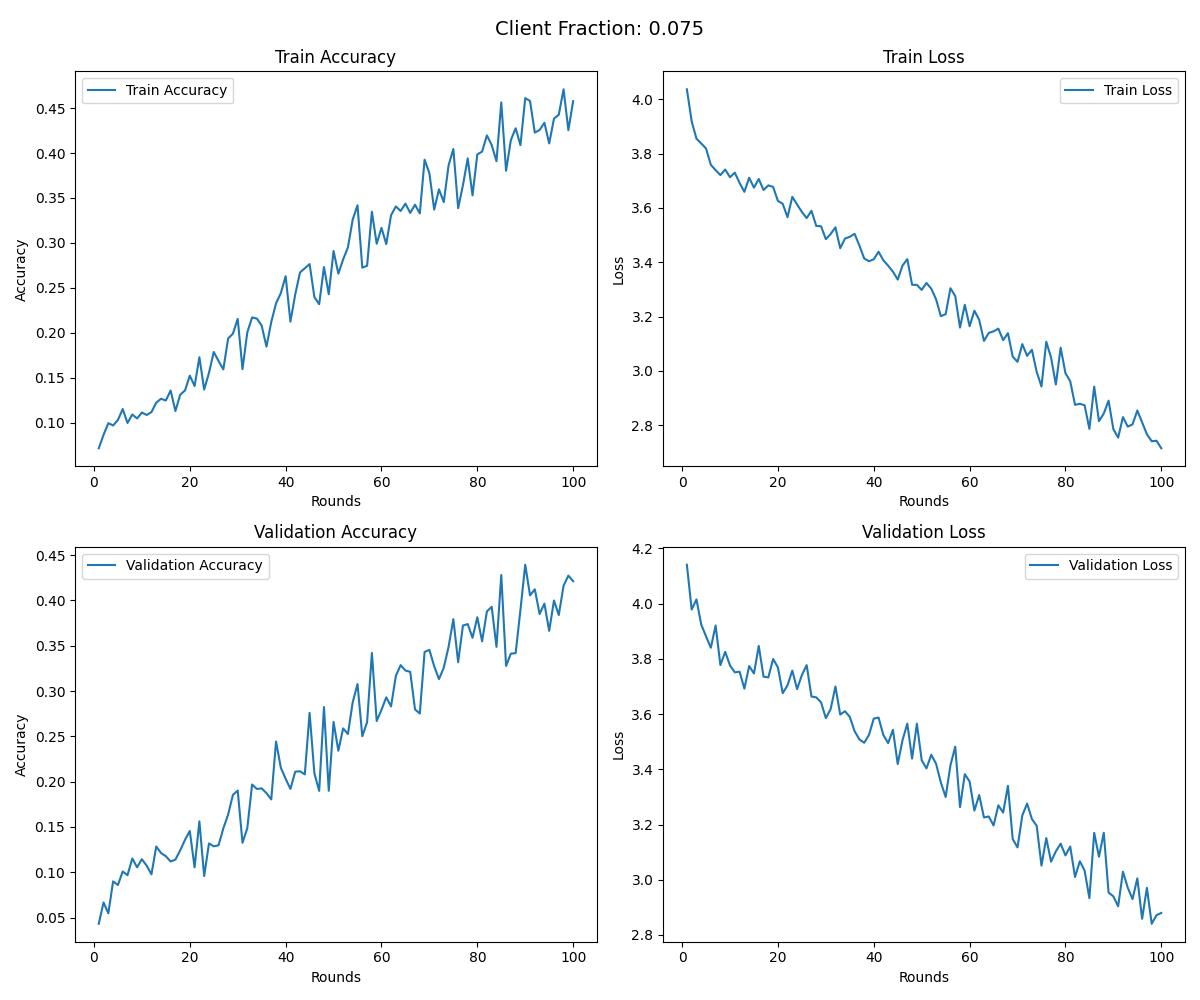 Client Fraction: 0.075
Train Accuracy
Train Accuracy
0.45
0.40
0.35
0.30
0.25
0.20
0.15
0.10
Accuracy
0 20 40 60 80 100
Rounds
Train Loss
Train Loss
4.0
3.8
3.6
3.4
3.2
3.0
2.8
Loss
0 20 40 60 80 100
Rounds
Validation Accuracy
Validation Accuracy
0.45
0.40
0.35
0.30
0.25
0.20
0.15
0.10
0.05
Accuracy
0 20 40 60 80 100
Rounds
Validation Loss
Validation Loss
4.2
4.0
3.8
3.6
3.4
3.2
3.0
2.8
Loss
0 20 40 60 80 100
Rounds